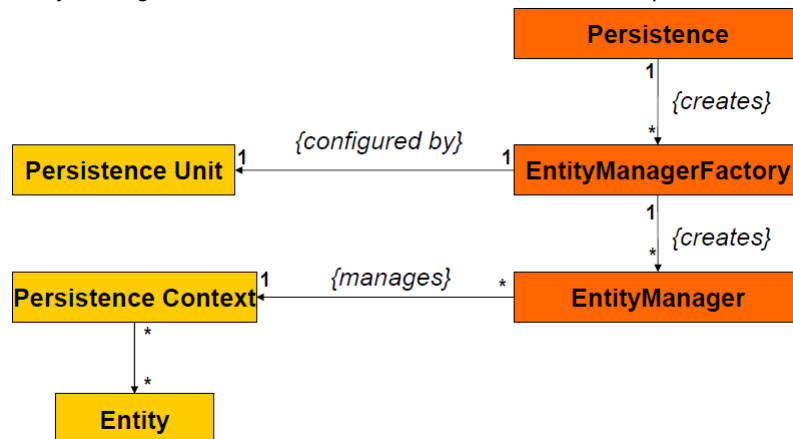 Persistence
1
{creates}
*
{configured by}
Persistence Unit
1
1
EntityManagerFactory
1
{creates}
*
{manages}
Persistence Context
1
*
EntityManager
*
*
Entity